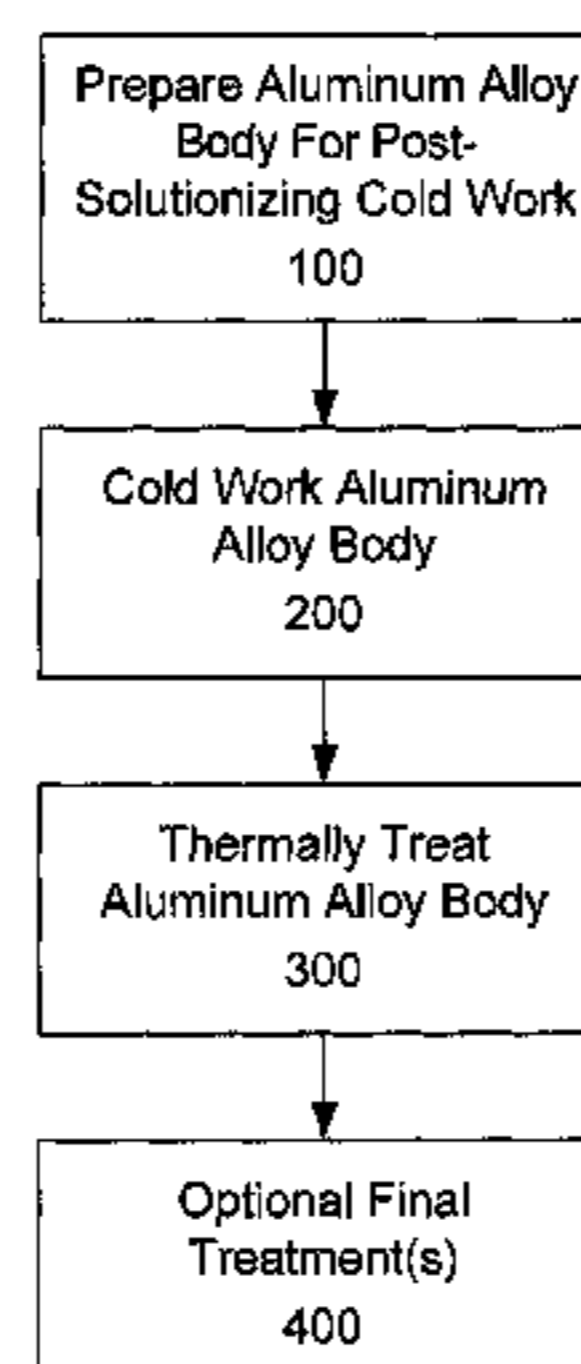 Prepare Aluminum Alloy
Body For Post-
Solutionizing Cold Work
100
Cold Work Aluminum
Alloy Body
200
Thermally Treat
Aluminum Alloy Body
300
Optional Final
Treatment(s)
400